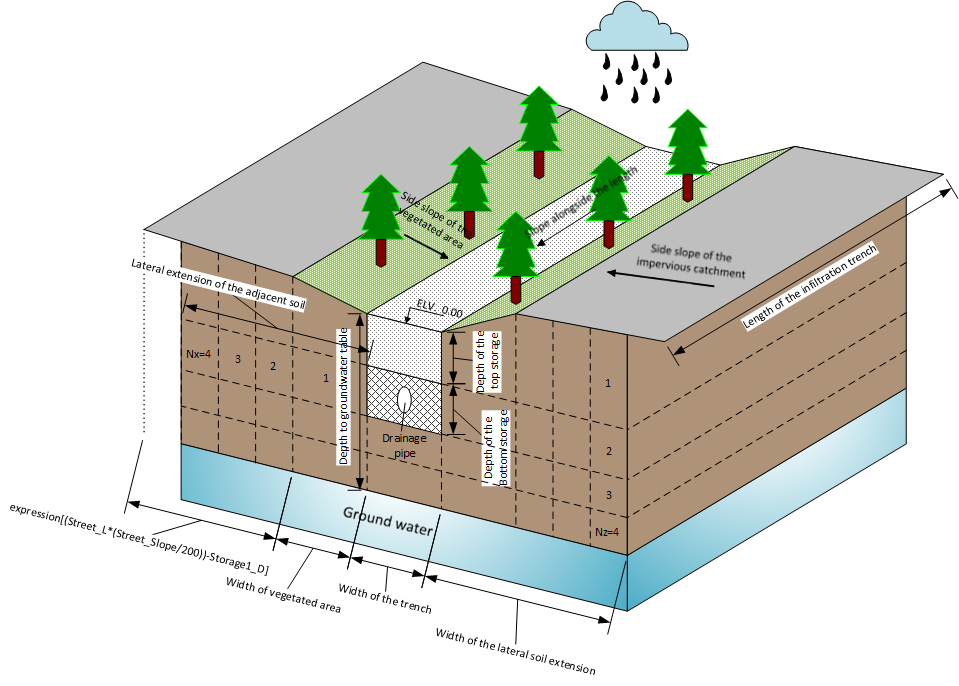 Side slope of the
vegetated area
Slope alongside the length
Side slope of the
impervious catchment
Length of the infiltration trench
Lateral extension of the adjacent soil
ELV. 0.00
Nx=4
3
2
1
Depth to groundwater table
Depth of the
top storage
Depth of the
Bottom storage
Drainage
pipe
1
2
3
Nz=4
Ground water
expression[(Street_L*(Street_Slope/200))-Storage1_D]
Width of vegetated area
Width of the trench
Width of the lateral soil extension